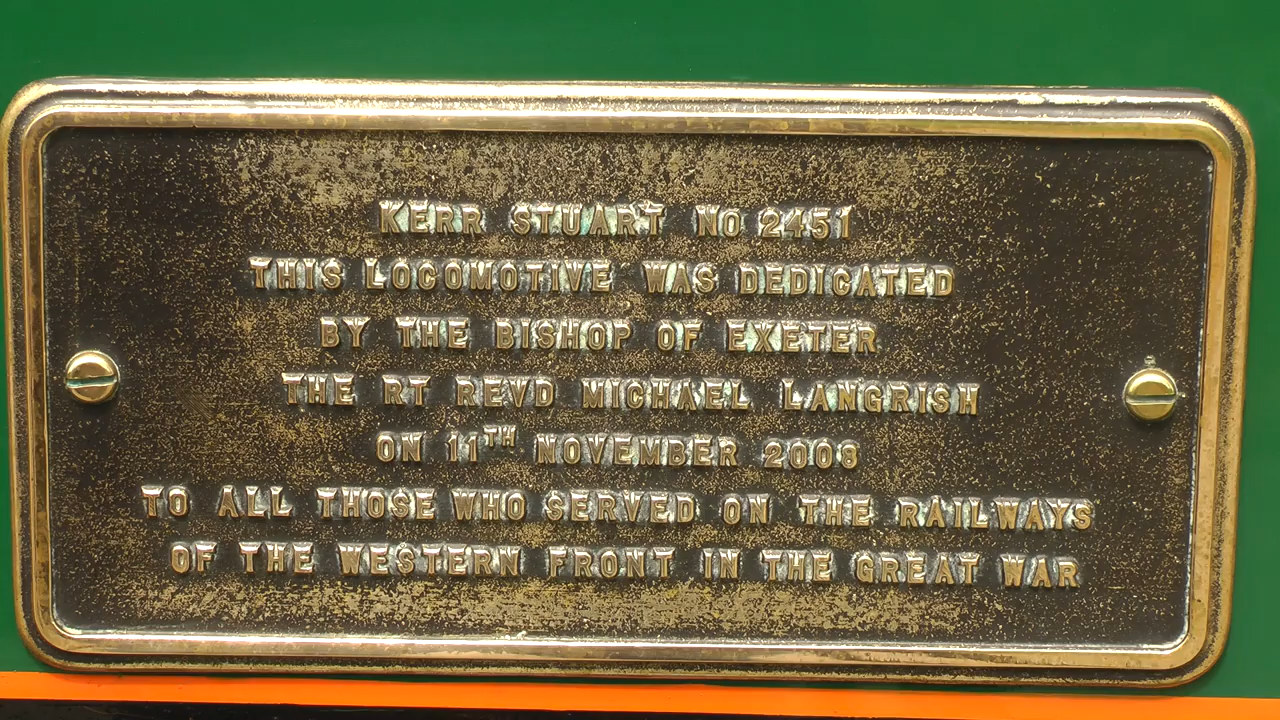 KERR STUART NO 2451
THIS LOCOMOTIVE WAS DEDICATED
BY THE BISHOP OF EXETER
THE RT REVD MICHAEL LANGRISH
ON 11TH NOVEMBER 2008
TO ALL THOSE WHO SERVED ON THE RAILWAYS
OF THE WESTERN FRONT IN THE GREAT WAR